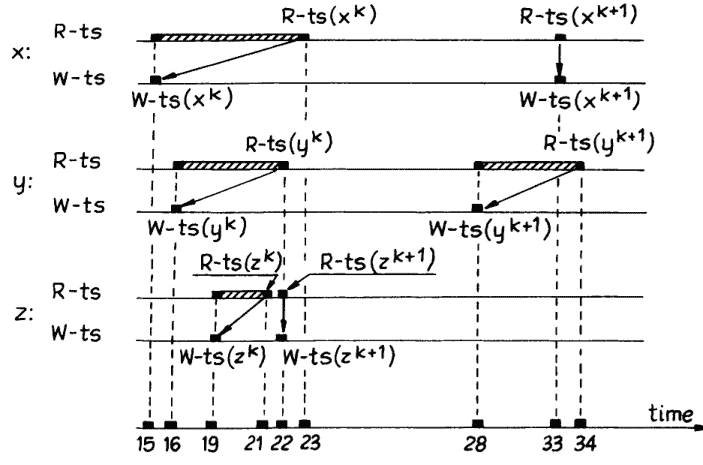 R-ts(x^k) R-ts(x^{k+1})
x: R-ts
W-ts
W-ts(x^k) W-ts(x^{k+1})
R-ts(y^k) R-ts(y^{k+1})
y: R-ts
W-ts
W-ts(y^k) W-ts(y^{k+1})
R-ts(z^k) R-ts(z^{k+1})
z: R-ts
W-ts
W-ts(z^k) W-ts(z^{k+1})
time
15 16 19 21 22 23 28 33 34